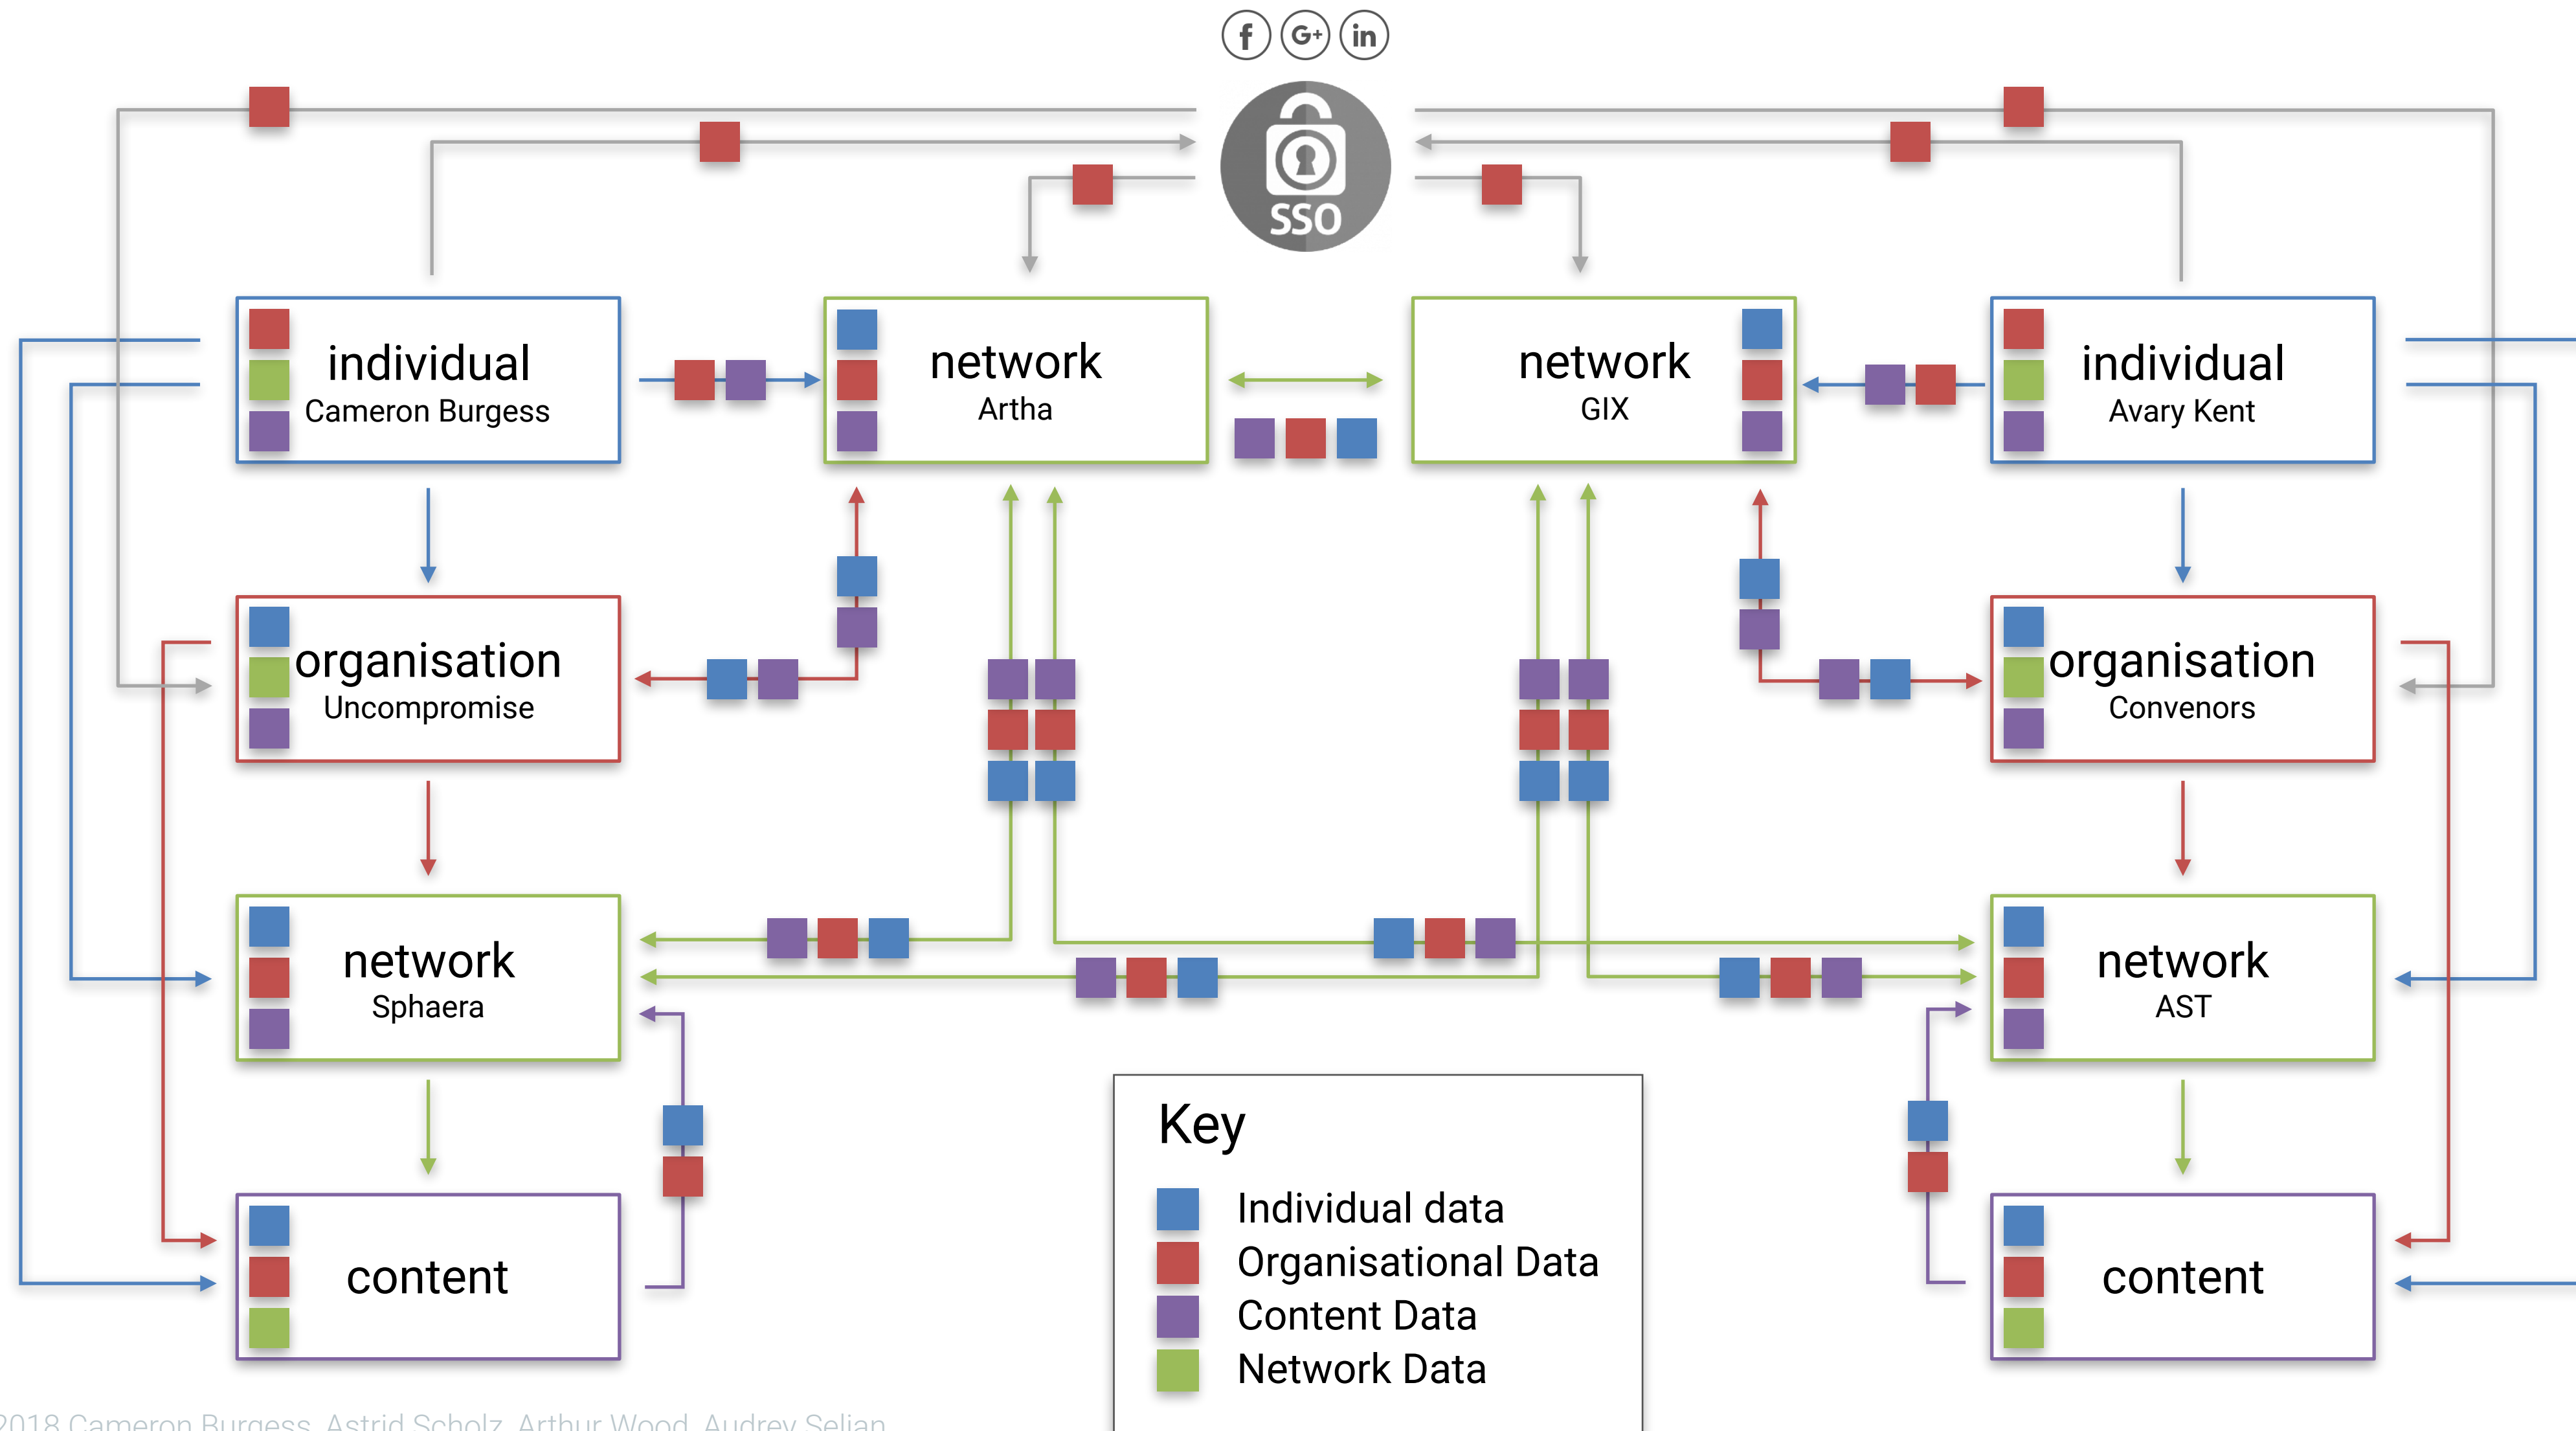 f G+ in
SSO
individual
Cameron Burgess
network
Artha
network
GIX
individual
Avary Kent
organisation
Uncompromise
organisation
Convenors
network
Sphaera
network
AST
content
content
Key
Individual data
Organisational Data
Content Data
Network Data
2018 Cameron Burgess, Astrid Scholz, Arthur Wood, Audrey Selian